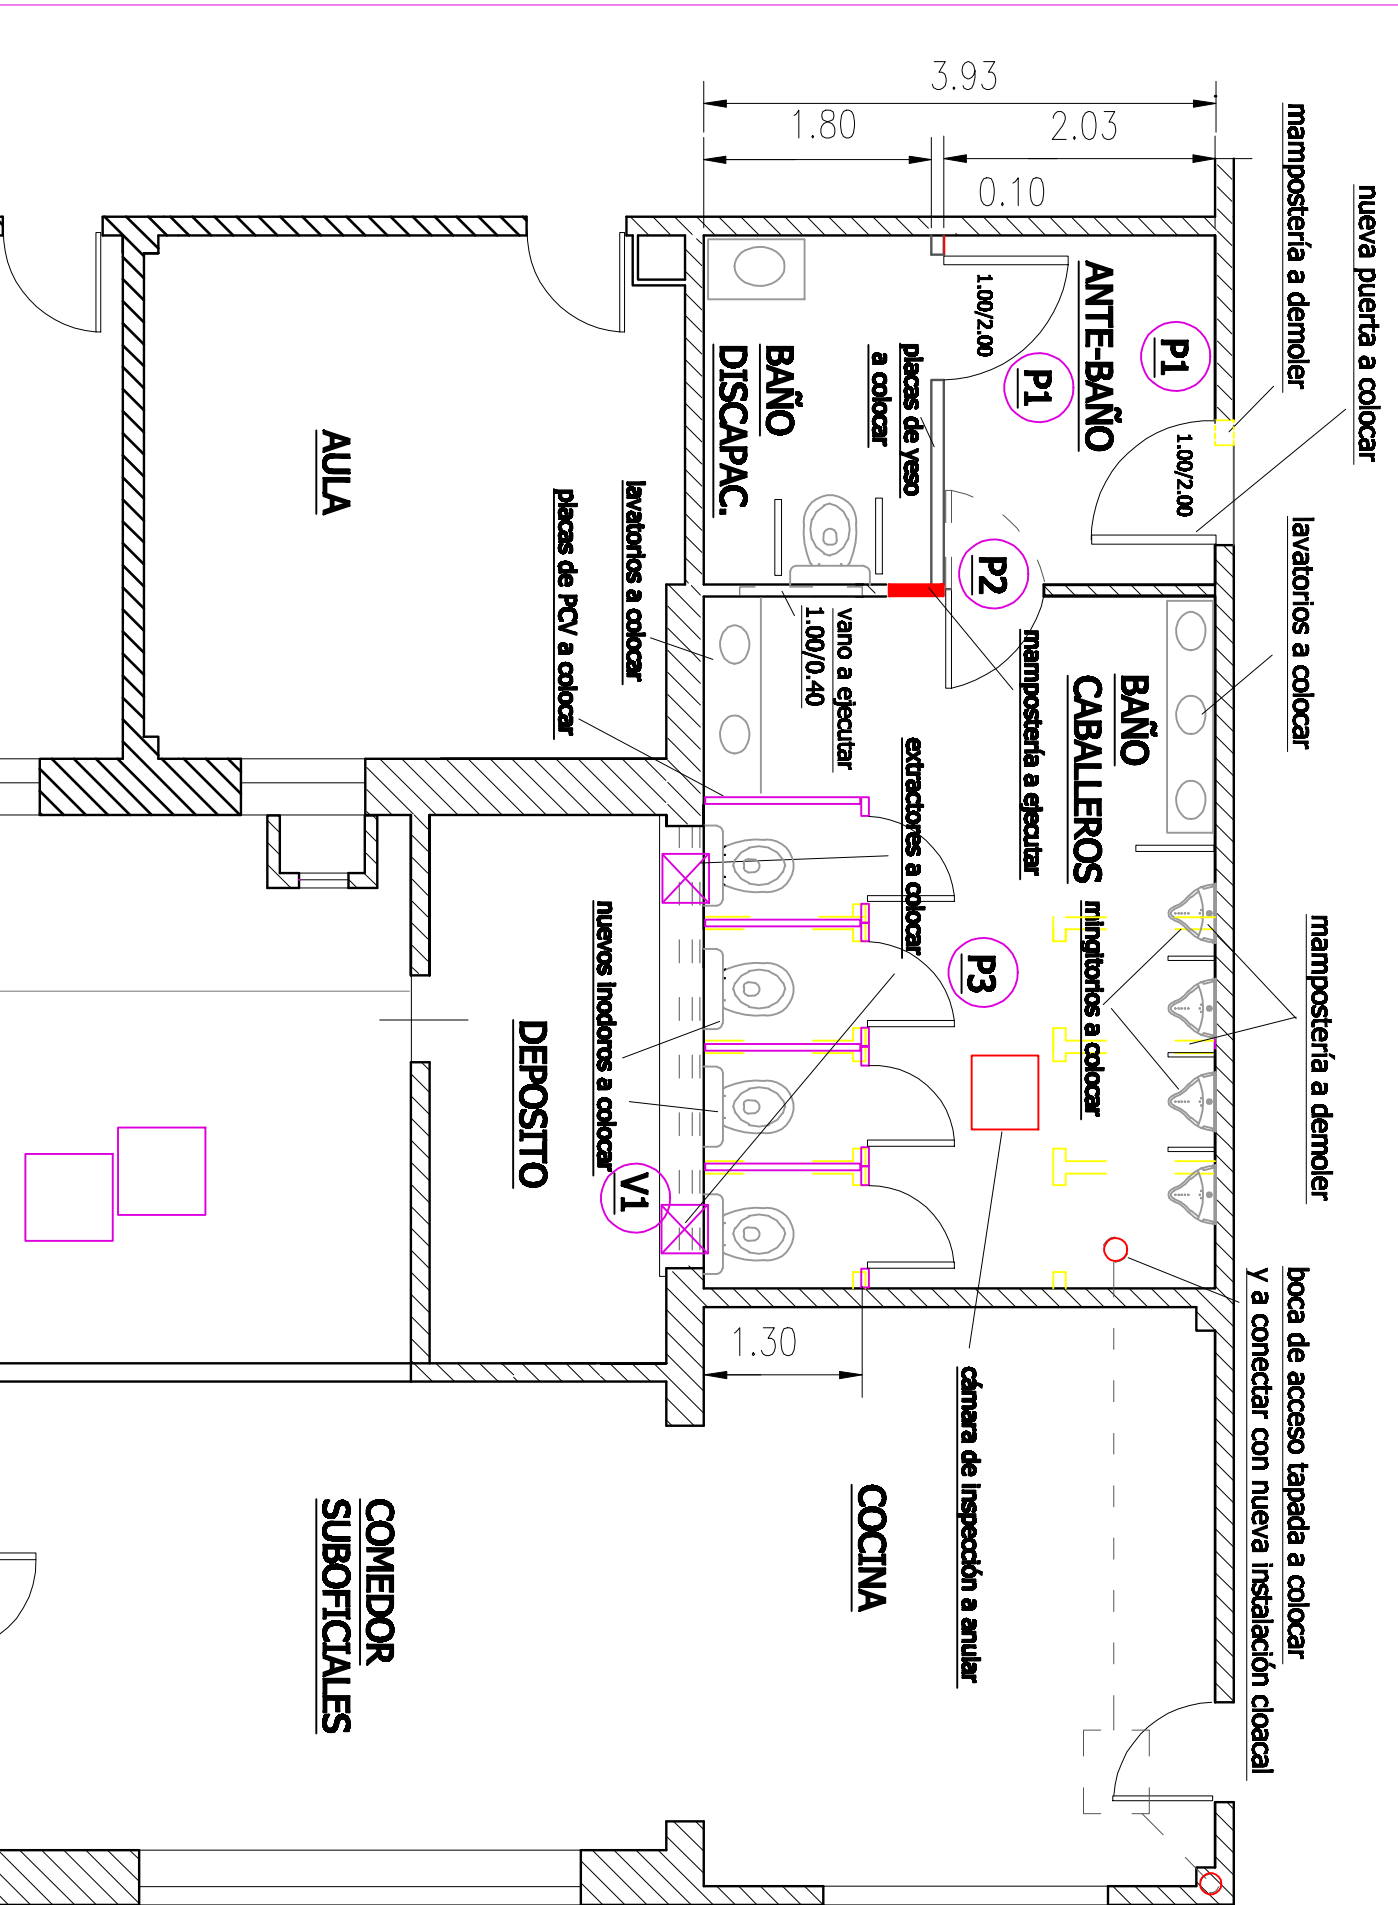 3.93
1.80
2.03
0.10
nueva puerta a colocar
mampostería a demoler
lavatorios a colocar
mampostería a demoler
boca de acceso tapada a colocar
y a conectar con nueva instalación cloacal
P1
1.00/2.00
ANTE-BAÑO
P1
1.00/2.00
placas de yeso
a colocar
BAÑO
DISCAPAC.
P2
BAÑO
CABALLEROS
mampostería a ejecutar
mingitorios a colocar
vano a ejecutar
1.00/0.40
extractores a colocar
P3
AULA
lavatorios a colocar
placas de PCV a colocar
nuevos inodoros a colocar
DEPOSITO
V1
1.30
cámara de inspección a anular
COCINA
COMEDOR
SUBOFICIALES